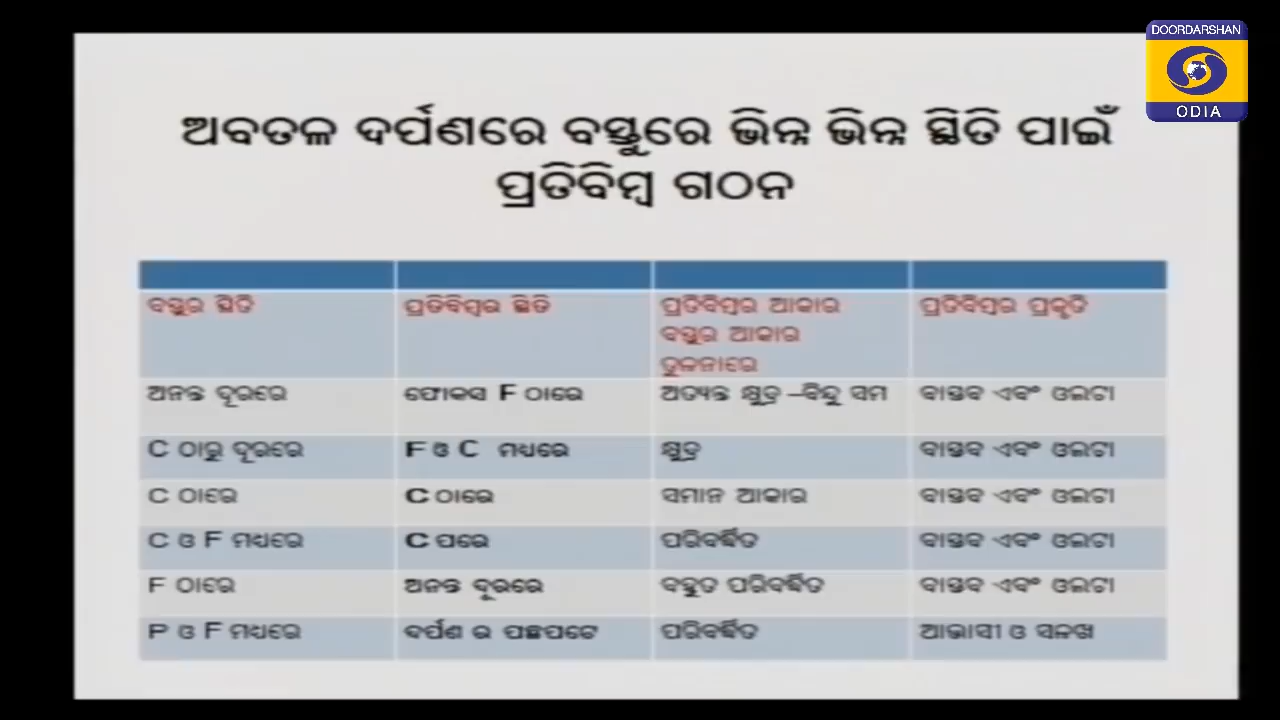 DOORDARSHAN
ODIA
ଅବତଳ ଦର୍ପଣରେ ବସ୍ତୁରେ ଭିନ୍ନ ଭିନ୍ନ ସ୍ଥିତି ପାଇଁ
ପ୍ରତିବିମ୍ବ ଗଠନ
ବସ୍ତୁର ସ୍ଥିତି ପ୍ରତିବିମ୍ବର ସ୍ଥିତି ପ୍ରତିବିମ୍ବର ଆକାର ପ୍ରତିବିମ୍ବର ପ୍ରକୃତି
ବସ୍ତୁର ଆକାର
ତୁଳନାରେ
ଅନନ୍ତ ଦୂରରେ ଫୋକସ F ଠାରେ ଅତ୍ୟନ୍ତ କ୍ଷୁଦ୍ର –ବିନ୍ଦୁ ସମ ବାସ୍ତବ ଏବଂ ଓଲଟା
C ଠାରୁ ଦୂରରେ F ଓ C ମଧ୍ୟରେ କ୍ଷୁଦ୍ର ବାସ୍ତବ ଏବଂ ଓଲଟା
C ଠାରେ C ଠାରେ ସମାନ ଆକାର ବାସ୍ତବ ଏବଂ ଓଲଟା
C ଓ F ମଧ୍ୟରେ C ପରେ ପରିବର୍ଦ୍ଧିତ ବାସ୍ତବ ଏବଂ ଓଲଟା
F ଠାରେ ଅନନ୍ତ ଦୂରରେ ବହୁତ ପରିବର୍ଦ୍ଧିତ ବାସ୍ତବ ଏବଂ ଓଲଟା
P ଓ F ମଧ୍ୟରେ ଦର୍ପଣ ର ପଛପଟେ ପରିବର୍ଦ୍ଧିତ ଆଭାସୀ ଓ ସଳଖ